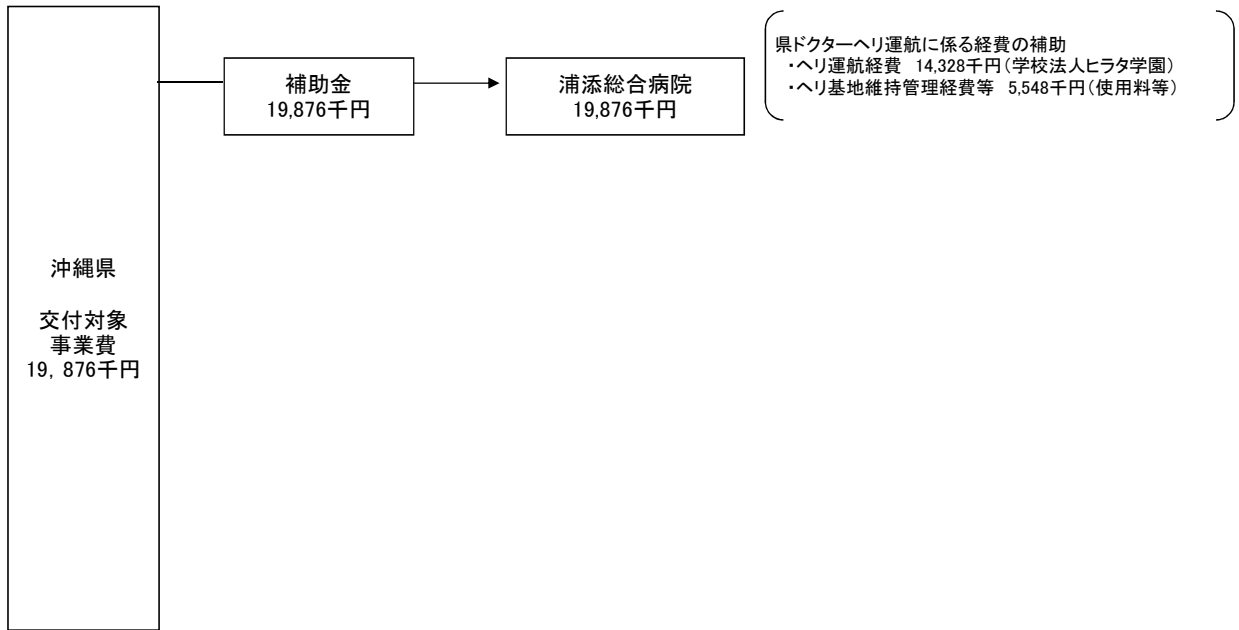 沖縄県
交付対象
事業費
19，876千円
補助金
19,876千円
浦添総合病院
19,876千円
県ドクターヘリ運航に係る経費の補助
・ヘリ運航経費　14,328千円（学校法人ヒラタ学園）
・ヘリ基地維持管理経費等　5,548千円（使用料等）